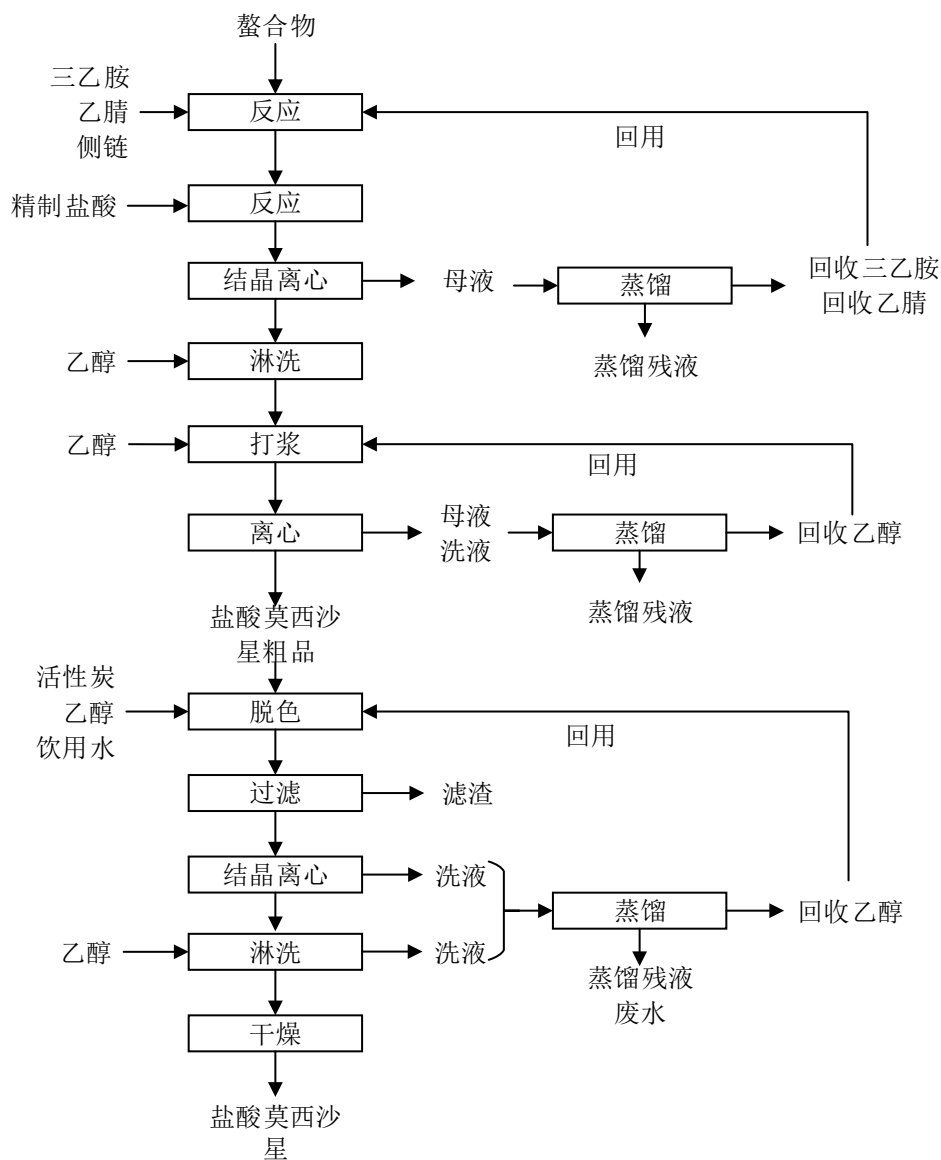 螯合物
三乙胺
乙腈
侧链
反应
回用
精制盐酸
反应
结晶离心
母液
蒸馏
回收三乙胺
回收乙腈
蒸馏残液
乙醇
淋洗
乙醇
打浆
回用
离心
母液
洗液
蒸馏
回收乙醇
蒸馏残液
盐酸莫西沙
星粗品
活性炭
乙醇
饮用水
脱色
回用
过滤
滤渣
结晶离心
洗液
蒸馏
回收乙醇
乙醇
淋洗
洗液
蒸馏残液
废水
干燥
盐酸莫西沙
星